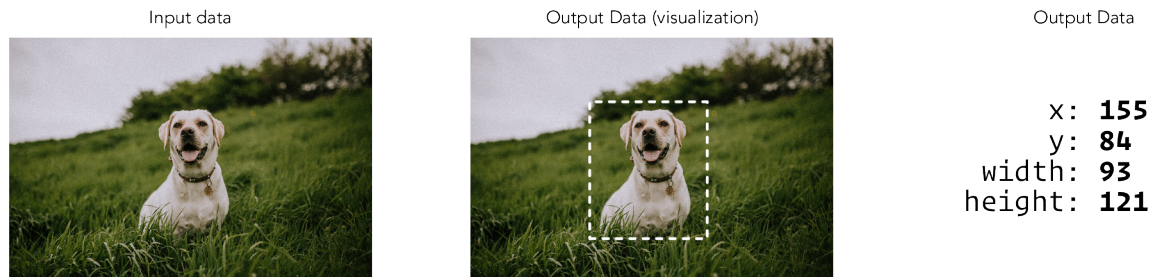 Input data
Output Data (visualization)
Output Data
x: 155
y: 84
width: 93
height: 121